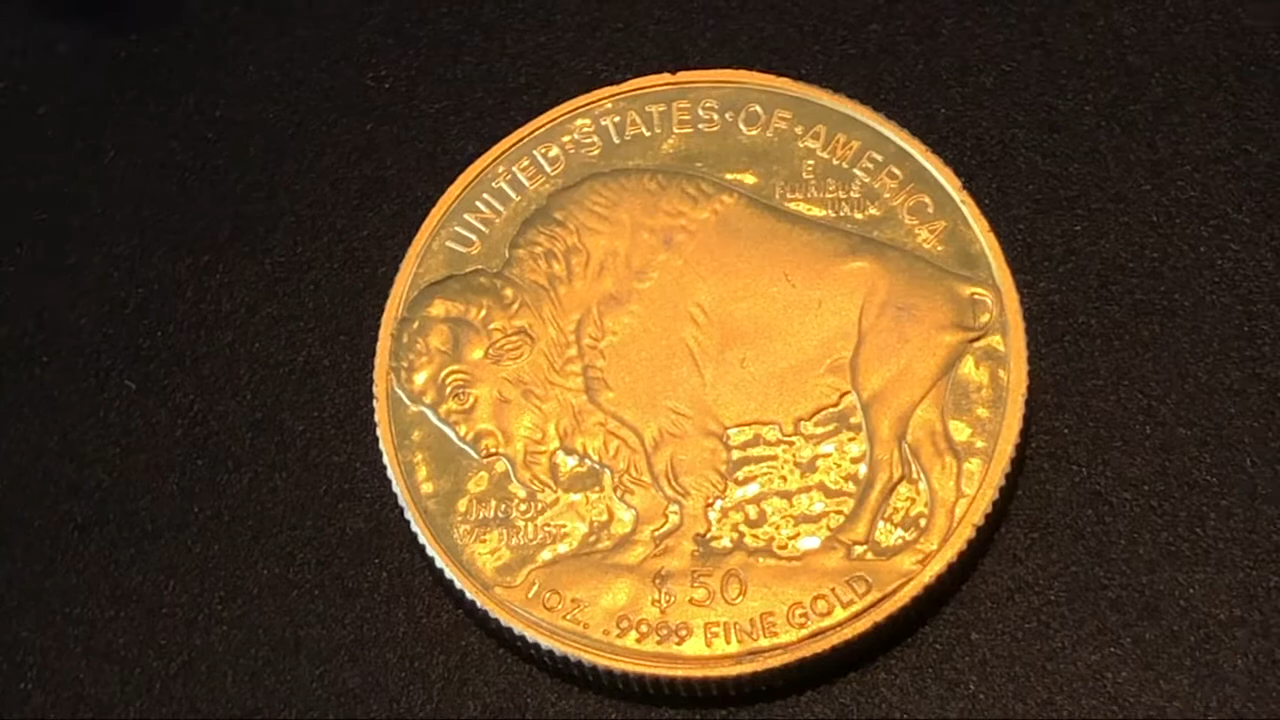 UNITED·STATES·OF·AMERICA
E
PLURIBUS
UNUM
IN GOD
WE TRUST
$50
1 OZ. .9999 FINE GOLD